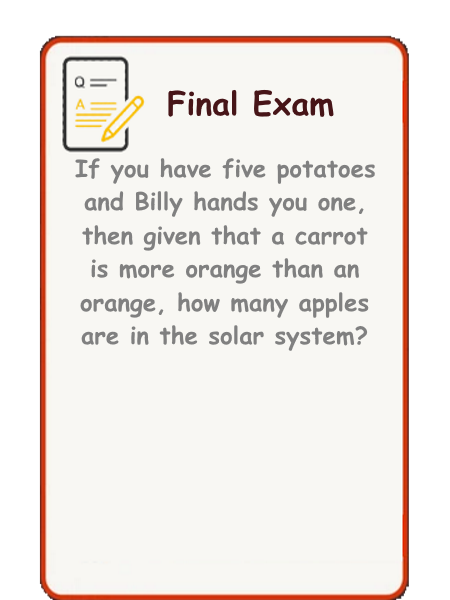 Q
A
Final Exam
If you have five potatoes
and Billy hands you one,
then given that a carrot
is more orange than an
orange, how many apples
are in the solar system?